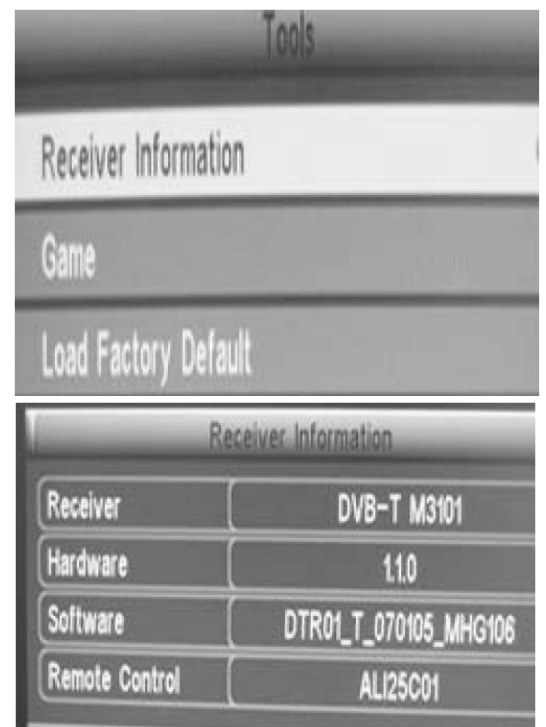 Tools
Receiver Information
Game
Load Factory Default
Receiver Information
Receiver DVB-T M3101
Hardware 1.1.0
Software DTR01_T_070105_MHG106
Remote Control ALI25C01